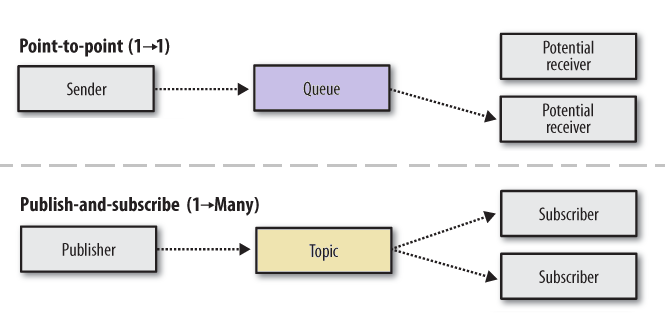 Point-to-point (1→1)
Sender
Queue
Potential
receiver
Potential
receiver
Publish-and-subscribe (1→Many)
Publisher
Topic
Subscriber
Subscriber